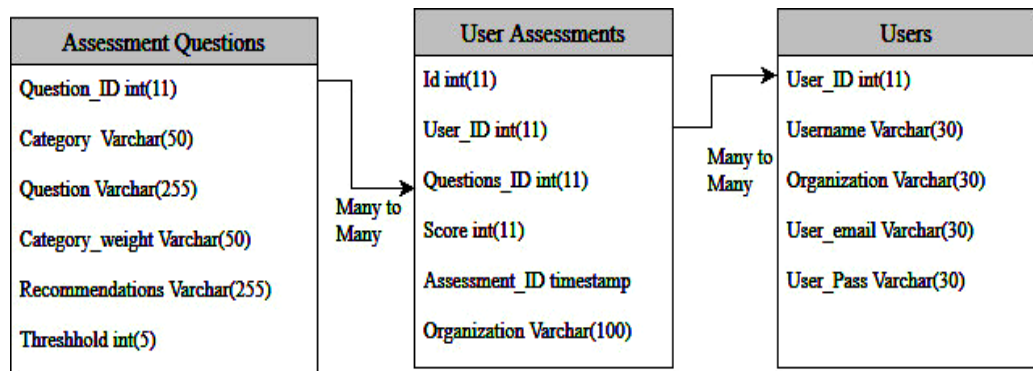 Assessment Questions
Question_ID int(11)
Category Varchar(50)
Question Varchar(255)
Category_weight Varchar(50)
Recommendations Varchar(255)
Threshhold int(5)
Many to
Many
User Assessments
Id int(11)
User_ID int(11)
Questions_ID int(11)
Score int(11)
Assessment_ID timestamp
Organization Varchar(100)
Many to
Many
Users
User_ID int(11)
Username Varchar(30)
Organization Varchar(30)
User_email Varchar(30)
User_Pass Varchar(30)